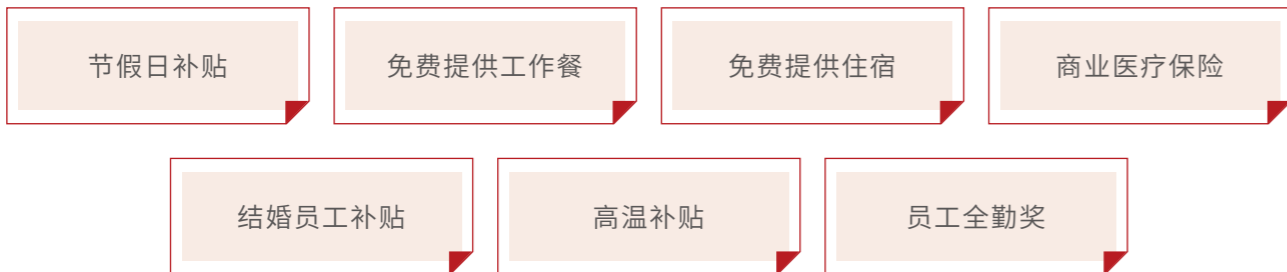 节假日补贴
免费提供工作餐
免费提供住宿
商业医疗保险
结婚员工补贴
高温补贴
员工全勤奖